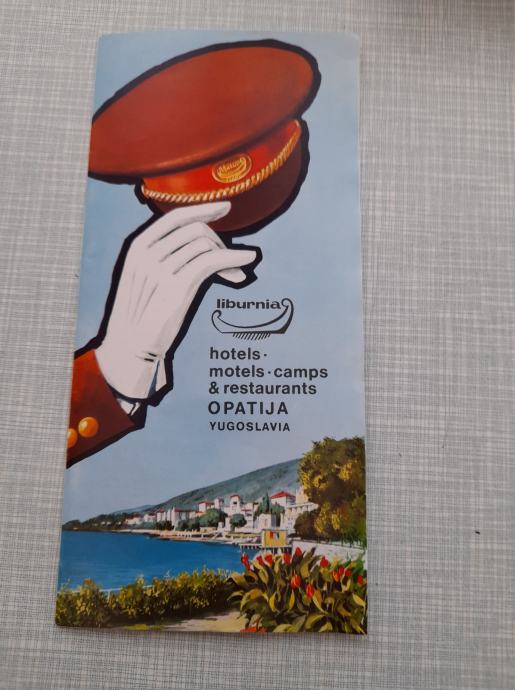 liburnia
hotels·
motels·camps
& restaurants
OPATIJA
YUGOSLAVIA